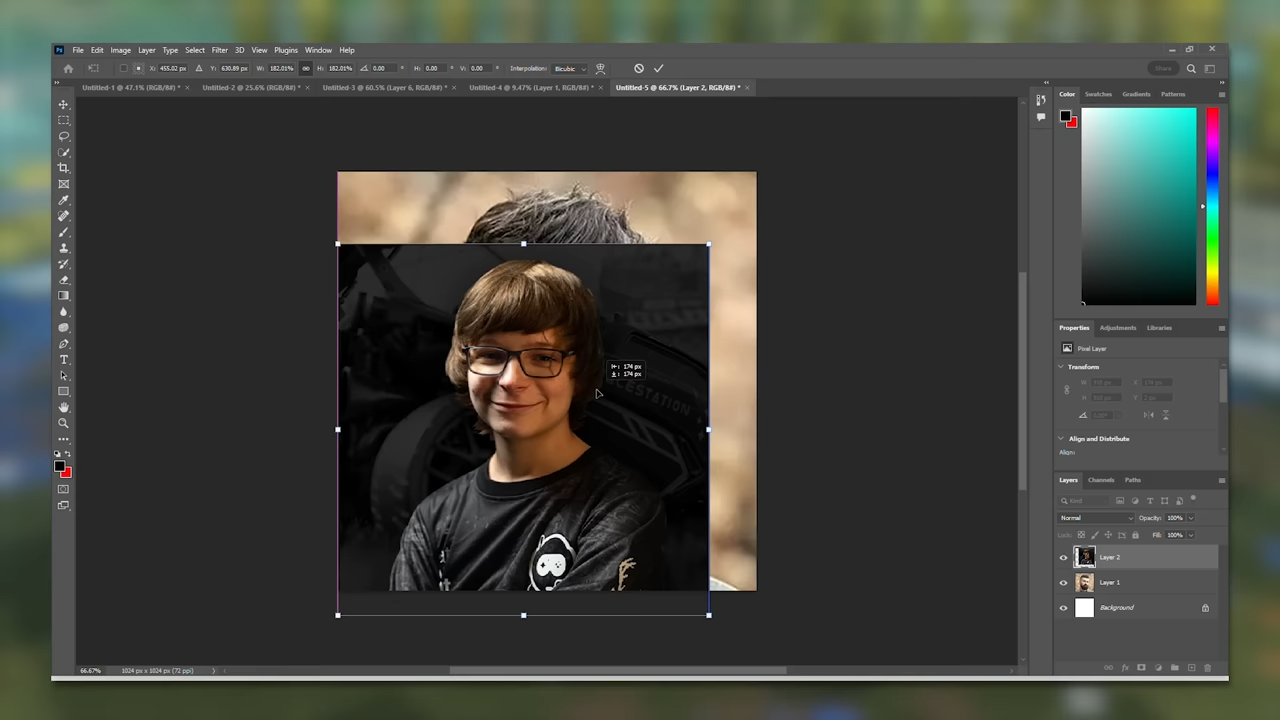 Ps File Edit Image Layer Type Select Filter 3D View Plugins Window Help
X: 455.02 px Y: 630.89 px W: 182.01% H: 182.01% 0.00 ° H: 0.00 ° V: 0.00 ° Interpolation: Bicubic Share
Untitled-1 @ 47.1% (RGB/8#) * × Untitled-2 @ 25.6% (RGB/8#) * × Untitled-3 @ 60.5% (Layer 6, RGB/8#) * × Untitled-4 @ 9.47% (Layer 1, RGB/8#) * × Untitled-5 @ 66.7% (Layer 2, RGB/8#) * ×
Color Swatches Gradients Patterns
Properties Adjustments Libraries
Pixel Layer
174 px
174 px
Transform
Align and Distribute
Align:
Layers Channels Paths
Kind
Normal Opacity: 100%
Lock: Fill: 100%
Layer 2
Layer 1
Background
66.67% 1024 px x 1024 px (72 ppi)